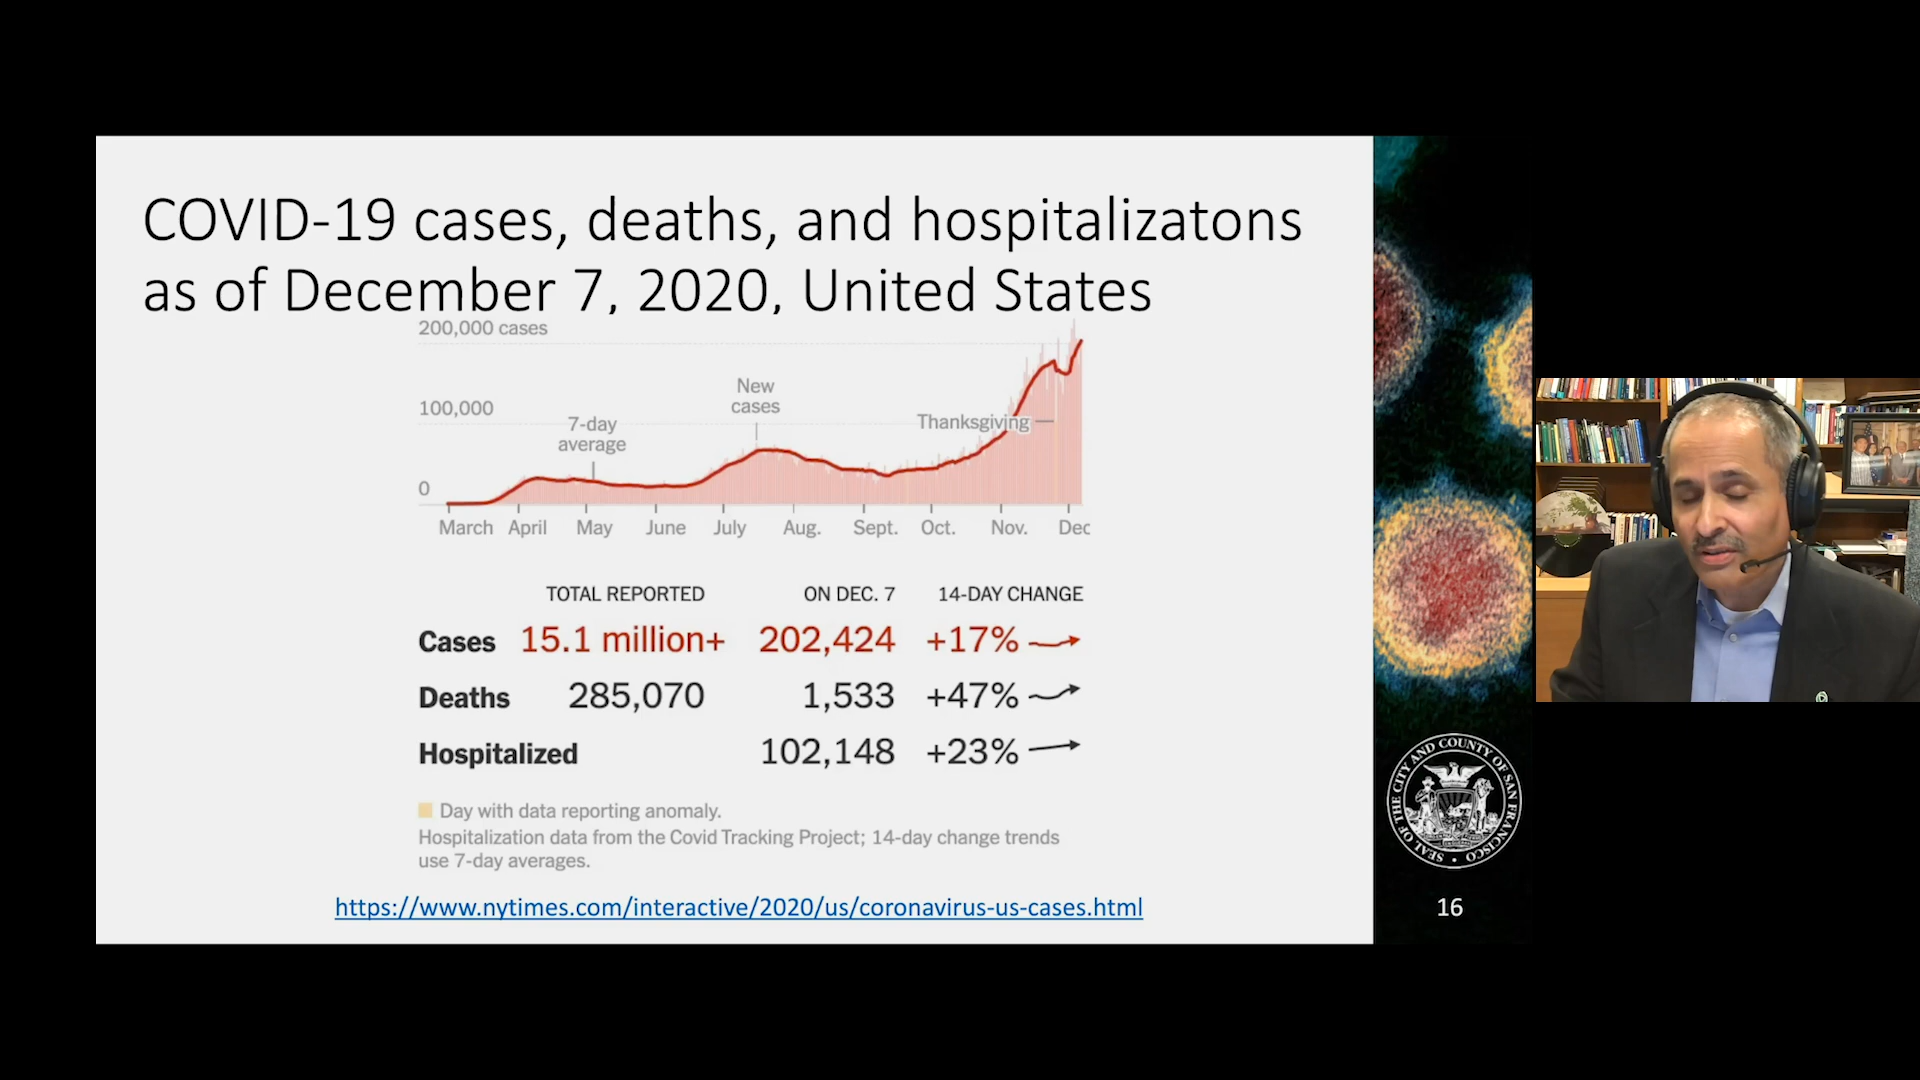 COVID-19 cases, deaths, and hospitalizatons
as of December 7, 2020, United States
200,000 cases
100,000
0
7-day
average
New
cases
Thanksgiving
March April May June July Aug. Sept. Oct. Nov. Dec
TOTAL REPORTED ON DEC. 7 14-DAY CHANGE
Cases 15.1 million+ 202,424 +17%
Deaths 285,070 1,533 +47%
Hospitalized 102,148 +23%
Day with data reporting anomaly.
Hospitalization data from the Covid Tracking Project; 14-day change trends
use 7-day averages.
https://www.nytimes.com/interactive/2020/us/coronavirus-us-cases.html
SEAL OF THE CITY AND COUNTY OF SAN FRANCISCO
16